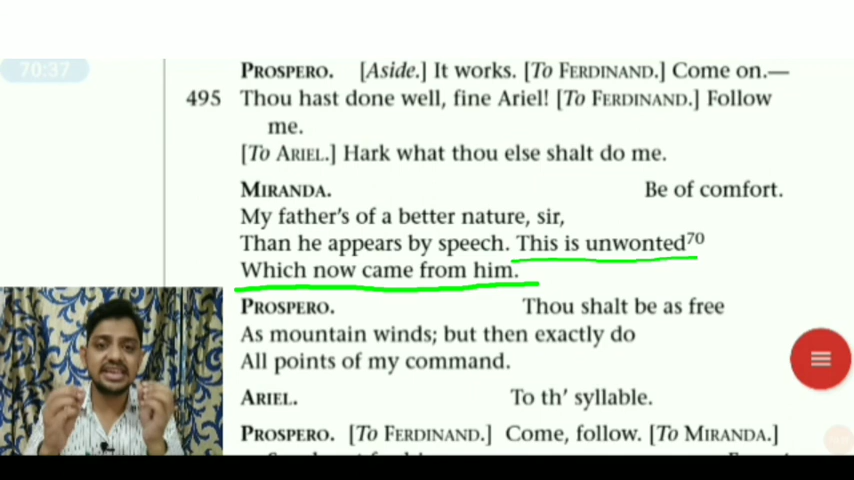 70:37
PROSPERO. [Aside.] It works. [To FERDINAND.] Come on.—
495 Thou hast done well, fine Ariel! [To FERDINAND.] Follow
me.
[To ARIEL.] Hark what thou else shalt do me.
MIRANDA. Be of comfort.
My father's of a better nature, sir,
Than he appears by speech. This is unwonted70
Which now came from him.
PROSPERO. Thou shalt be as free
As mountain winds; but then exactly do
All points of my command.
ARIEL. To th' syllable.
PROSPERO. [To FERDINAND.] Come, follow. [To MIRANDA.]